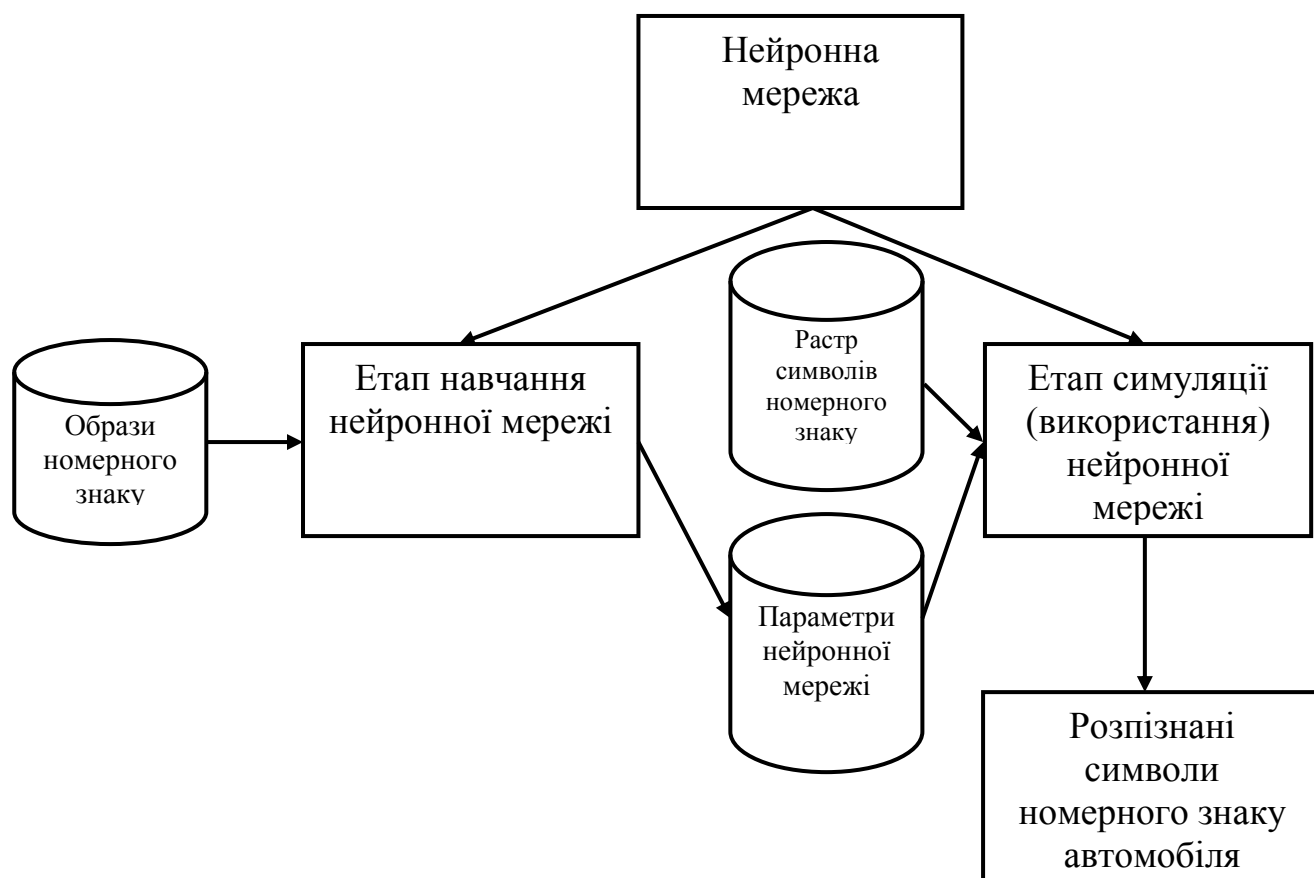 Нейронна
мережа
Растр
символів
номерного
знаку
Етап навчання
нейронної мережі
Етап симуляції
(використання)
нейронної
мережі
Образи
номерного
знаку
Параметри
нейронної
мережі
Розпізнані
символи
номерного знаку
автомобіля